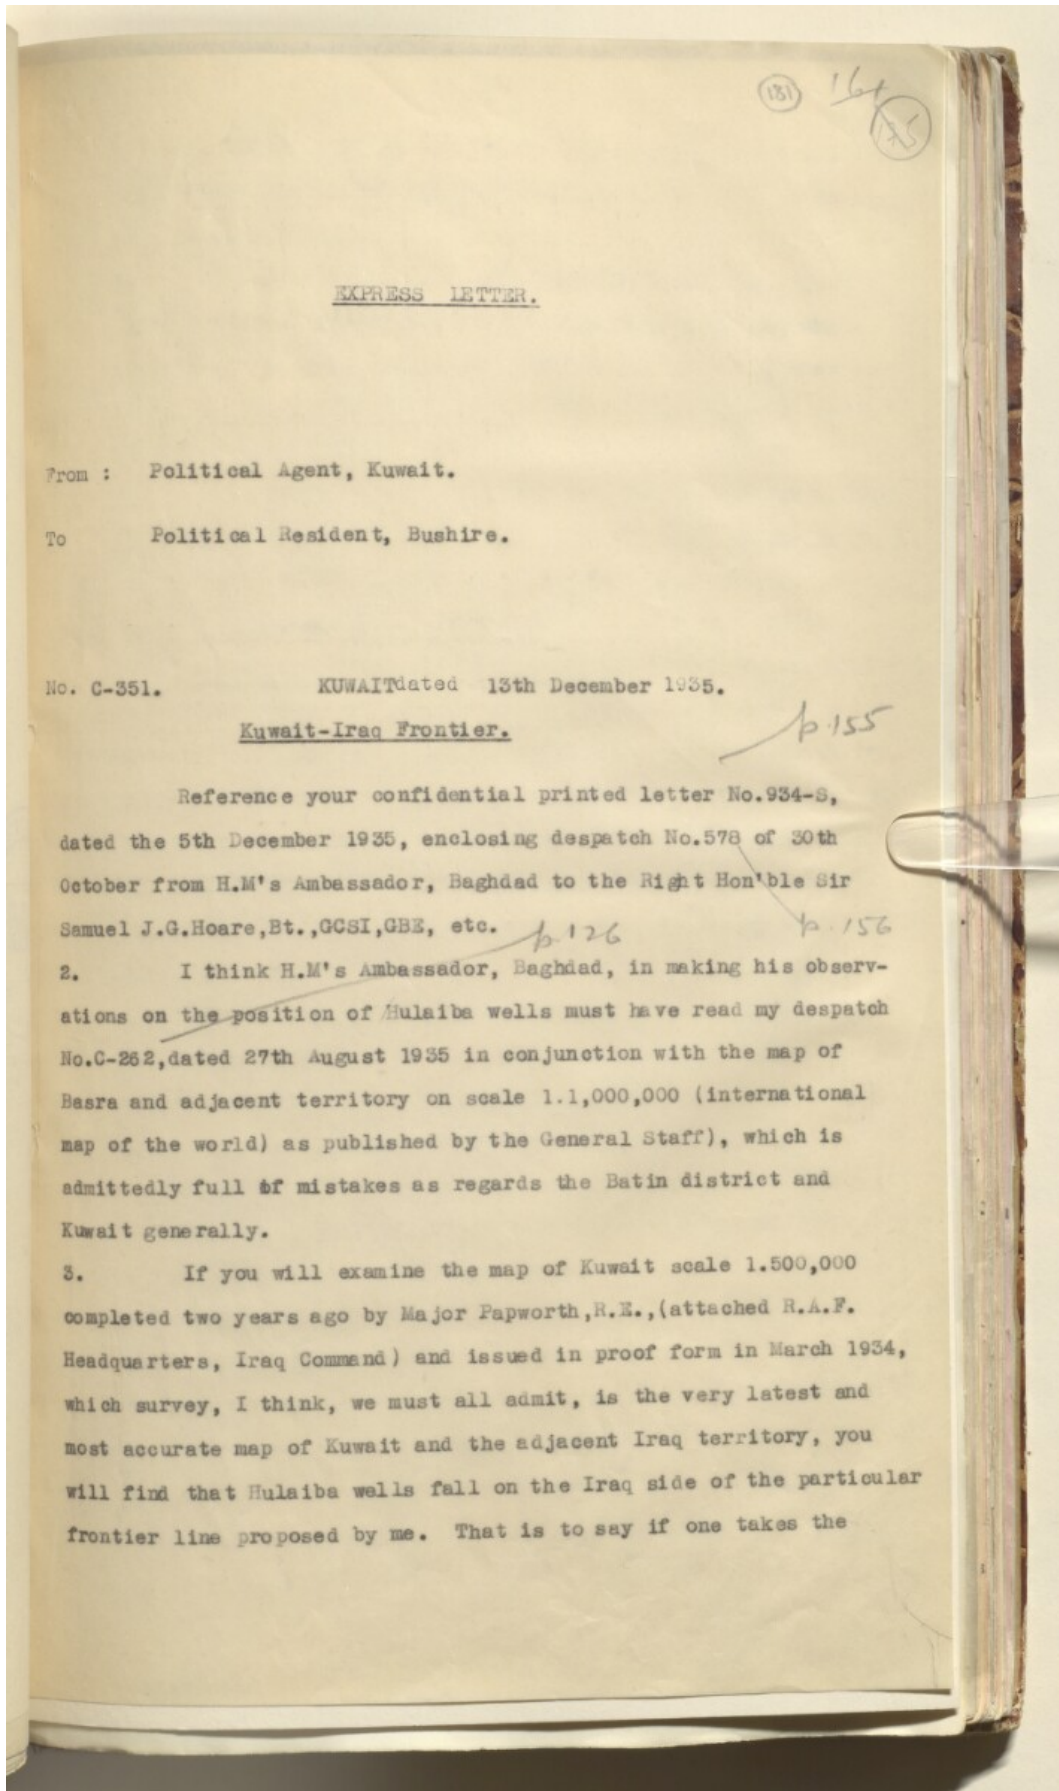 181
161
175
EXPRESS LETTER.
From : Political Agent, Kuwait.
To Political Resident, Bushire.
No. C-351. KUWAITdated 13th December 1935.
Kuwait-Iraq Frontier.
p.155
Reference your confidential printed letter No.934-S,
dated the 5th December 1935, enclosing despatch No.578 of 30th
October from H.M's Ambassador, Baghdad to the Right Hon'ble Sir
Samuel J.G.Hoare,Bt.,GCSI,GBE, etc.
p.126
p.156
2. I think H.M's Ambassador, Baghdad, in making his observ-
ations on the position of Hulaiba wells must have read my despatch
No.C-262,dated 27th August 1935 in conjunction with the map of
Basra and adjacent territory on scale 1.1,000,000 (international
map of the world) as published by the General Staff), which is
admittedly full of mistakes as regards the Batin district and
Kuwait generally.
3. If you will examine the map of Kuwait scale 1.500,000
completed two years ago by Major Papworth,R.E.,(attached R.A.F.
Headquarters, Iraq Command) and issued in proof form in March 1934,
which survey, I think, we must all admit, is the very latest and
most accurate map of Kuwait and the adjacent Iraq territory, you
will find that Hulaiba wells fall on the Iraq side of the particular
frontier line proposed by me. That is to say if one takes the